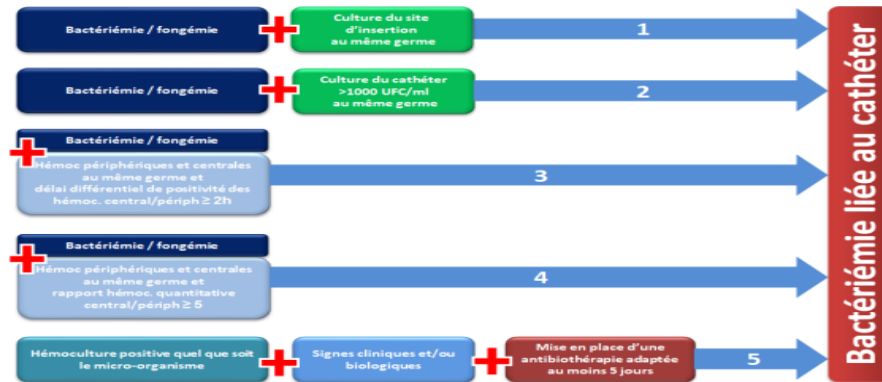 Bactériémie / fongémie
Culture du site
d'insertion
au même germe
1
Bactériémie / fongémie
Culture du cathéter
>1000 UFC/ml
au même germe
2
Bactériémie / fongémie
Hémoc périphériques et centrales
au même germe et
délai différentiel de positivité des
hémoc. central/périph ≥ 2h
3
Bactériémie / fongémie
Hémoc périphériques et centrales
au même germe et
rapport hémoc. quantitative
central/périph ≥ 5
4
Hémoculture positive quel que soit
le micro-organisme
Signes cliniques et/ou
biologiques
Mise en place d'une
antibiothérapie adaptée
au moins 5 jours
5
Bactériémie liée au cathéter